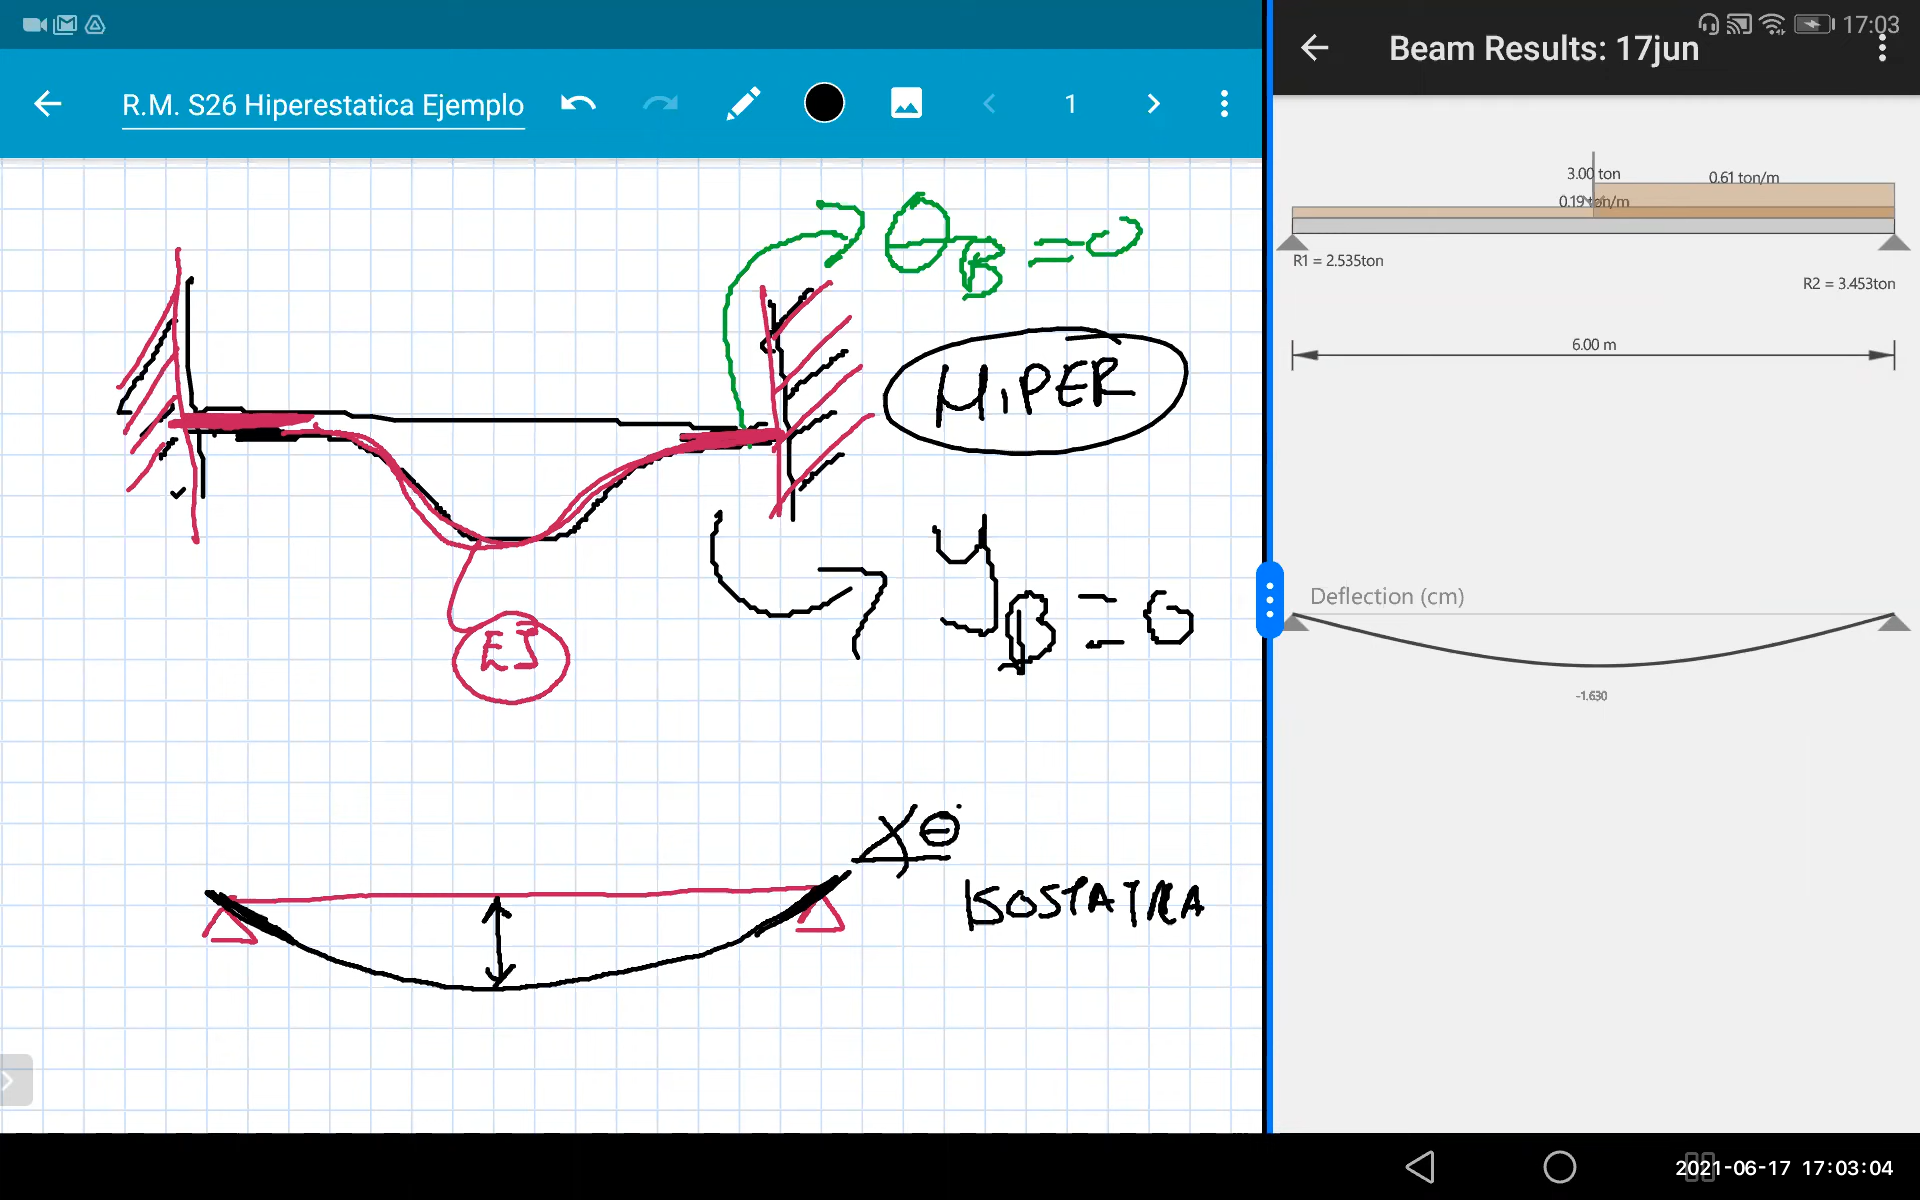 R.M. S26 Hiperestatica Ejemplo
1
θB=0
HIPER
EI
yB=0
θ
ISOSTATICA
17:03
Beam Results: 17jun
3.00 ton
0.61 ton/m
0.19 ton/m
R1 = 2.535ton
R2 = 3.453ton
6.00 m
Deflection (cm)
-1.630
2021-06-17 17:03:04